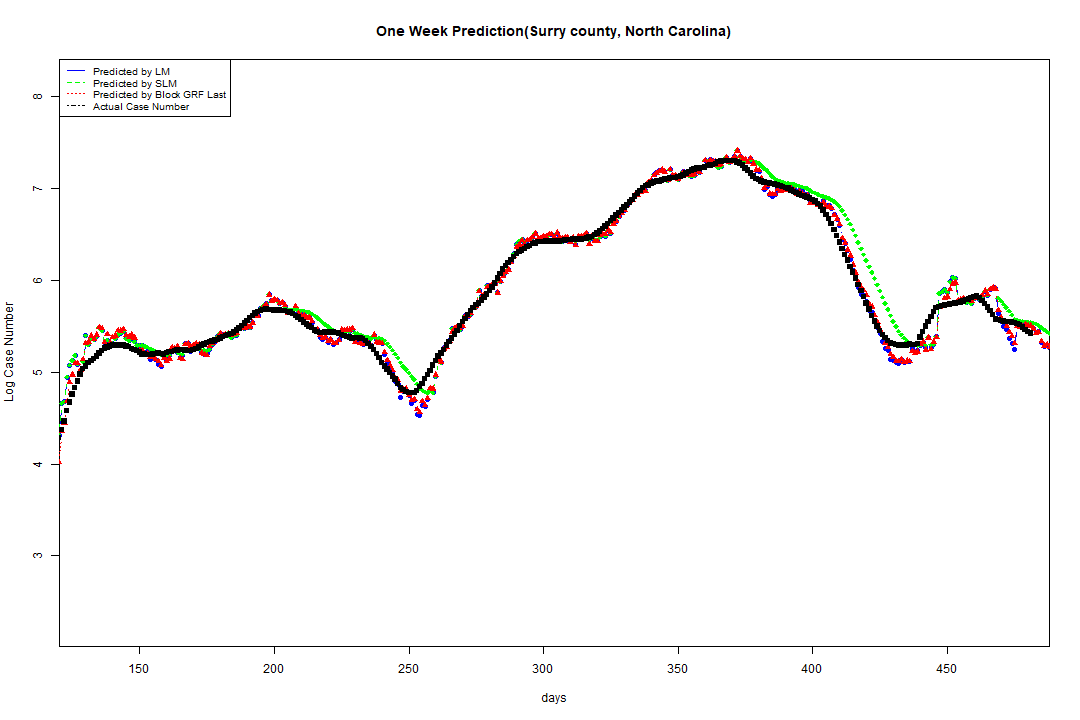 One Week Prediction(Surry county, North Carolina)
Predicted by LM
Predicted by SLM
Predicted by Block GRF Last
Actual Case Number
Log Case Number
8
7
6
5
4
3
150 200 250 300 350 400 450
days